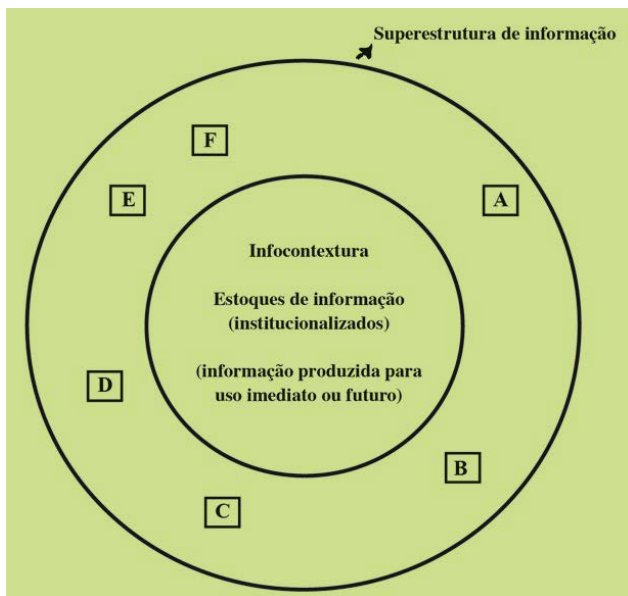 Superestrutura de informação
F
E
A
Infocontextura
Estoques de informação
(institucionalizados)
(informação produzida para
uso imediato ou futuro)
D
B
C